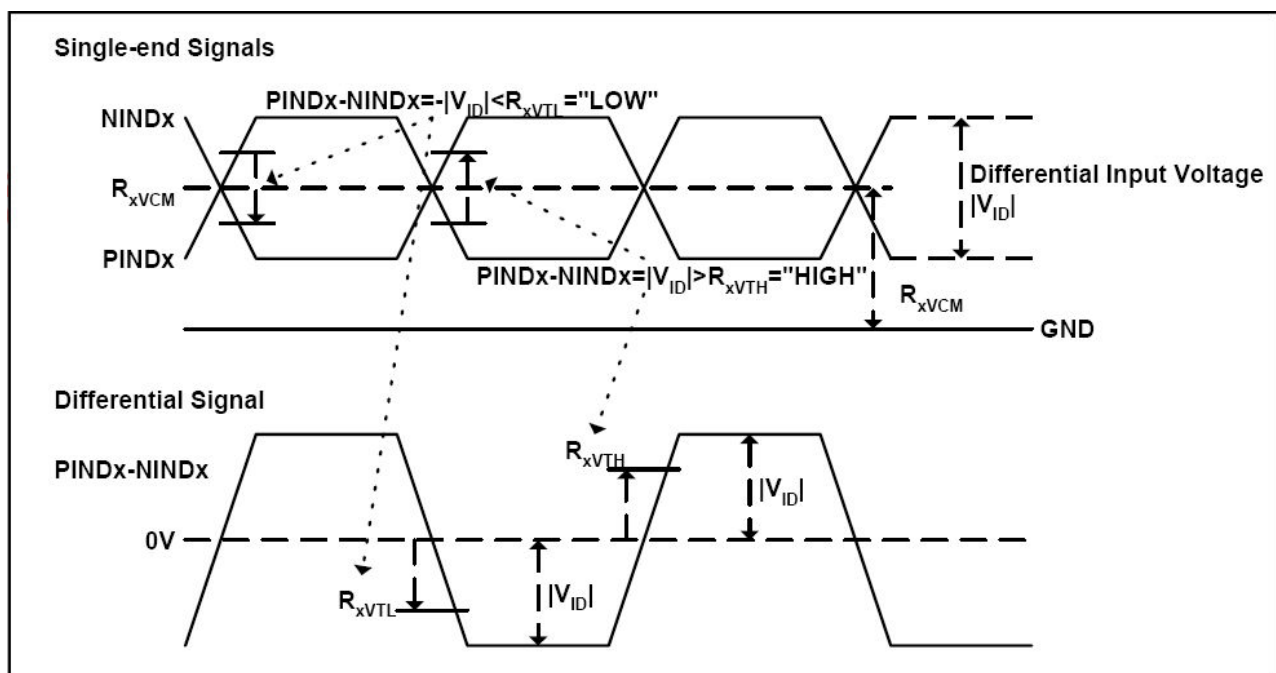 Single-end Signals
PINDx-NINDx=-|VID|<RxVTL="LOW"
NINDx
RxVCM
Differential Input Voltage
|VID|
PINDx
PINDx-NINDx=|VID|>RxVTH="HIGH"
RxVCM
GND
Differential Signal
RxVTH
PINDx-NINDx
|VID|
0V
RxVTL
|VID|